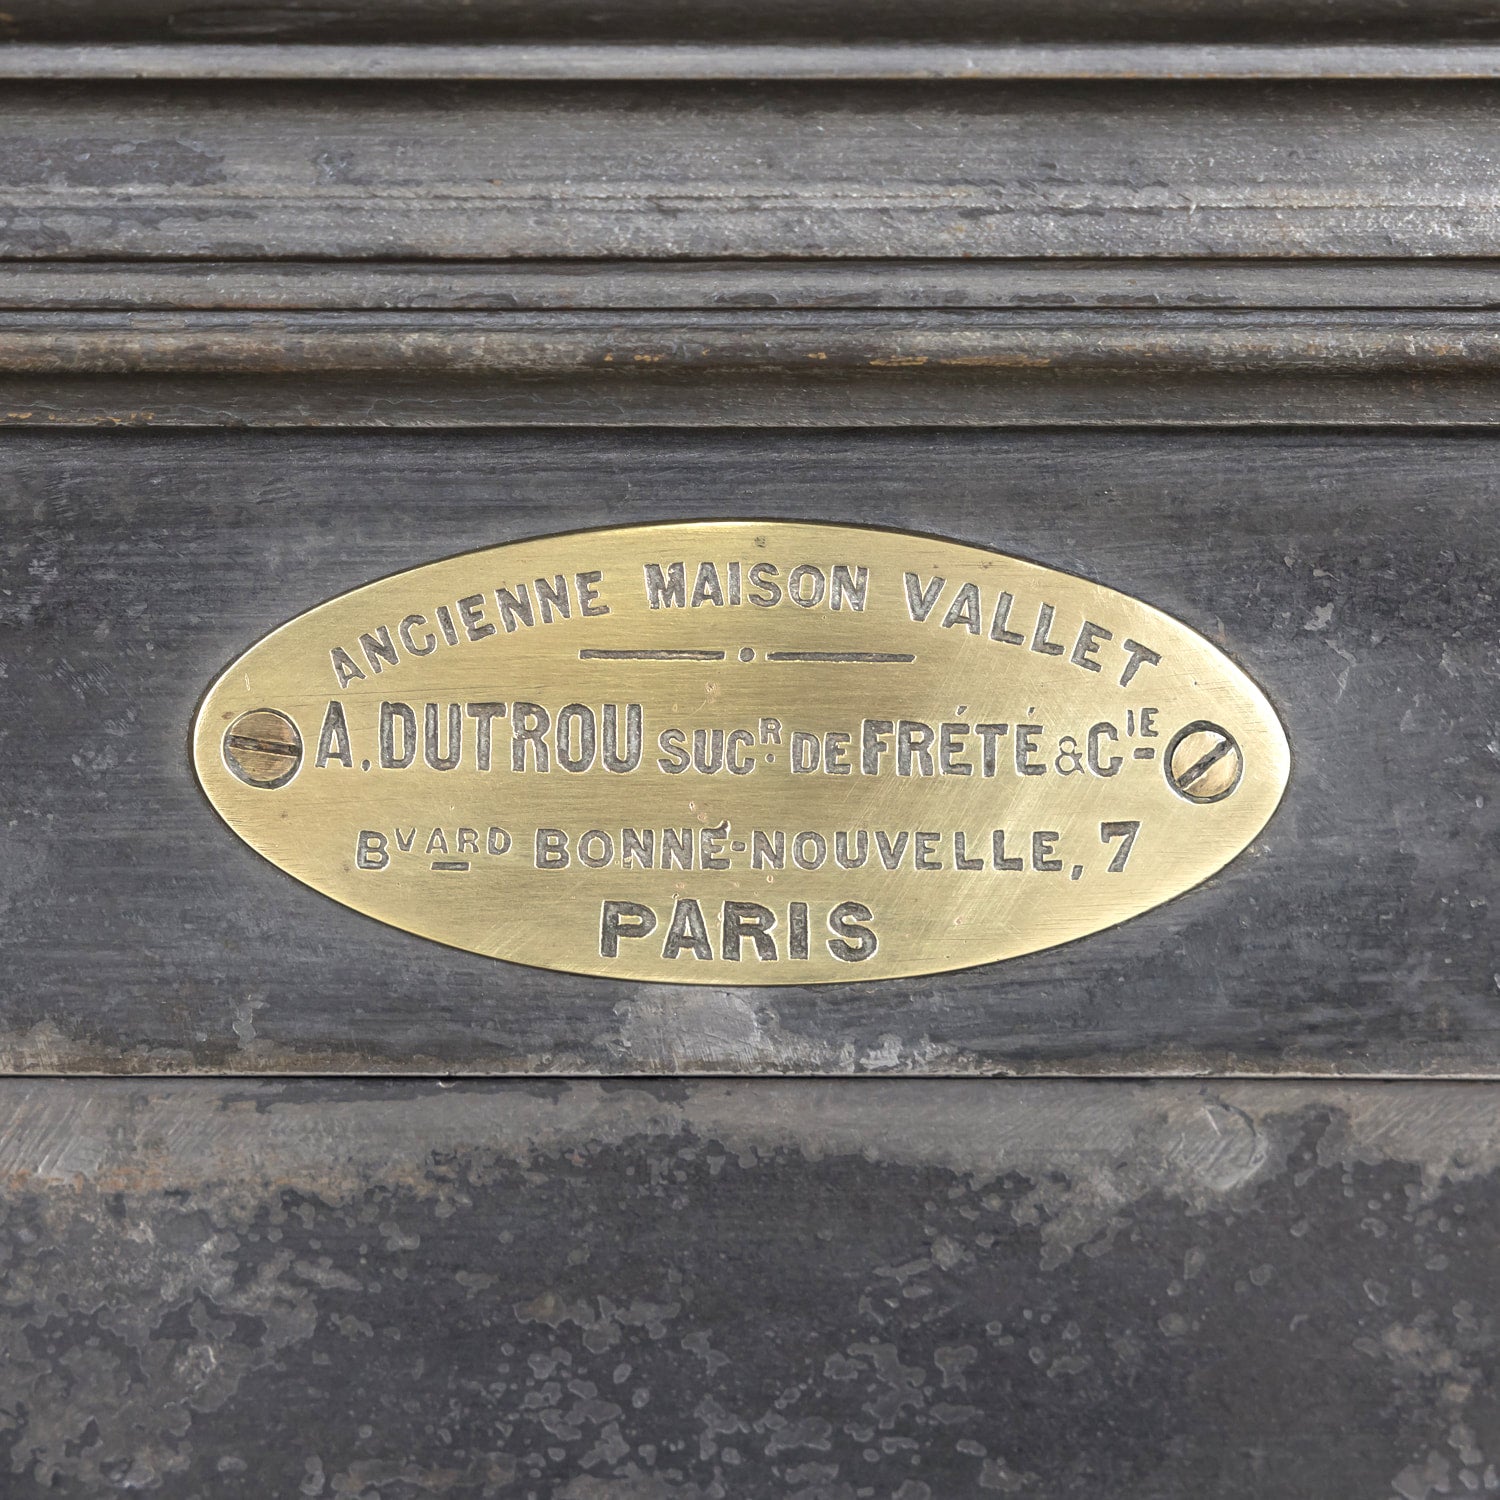 ANCIENNE MAISON VALLET
A. DUTROU SUCR. DE FRÉTÉ & CIE
BVARD BONNE-NOUVELLE, 7
PARIS